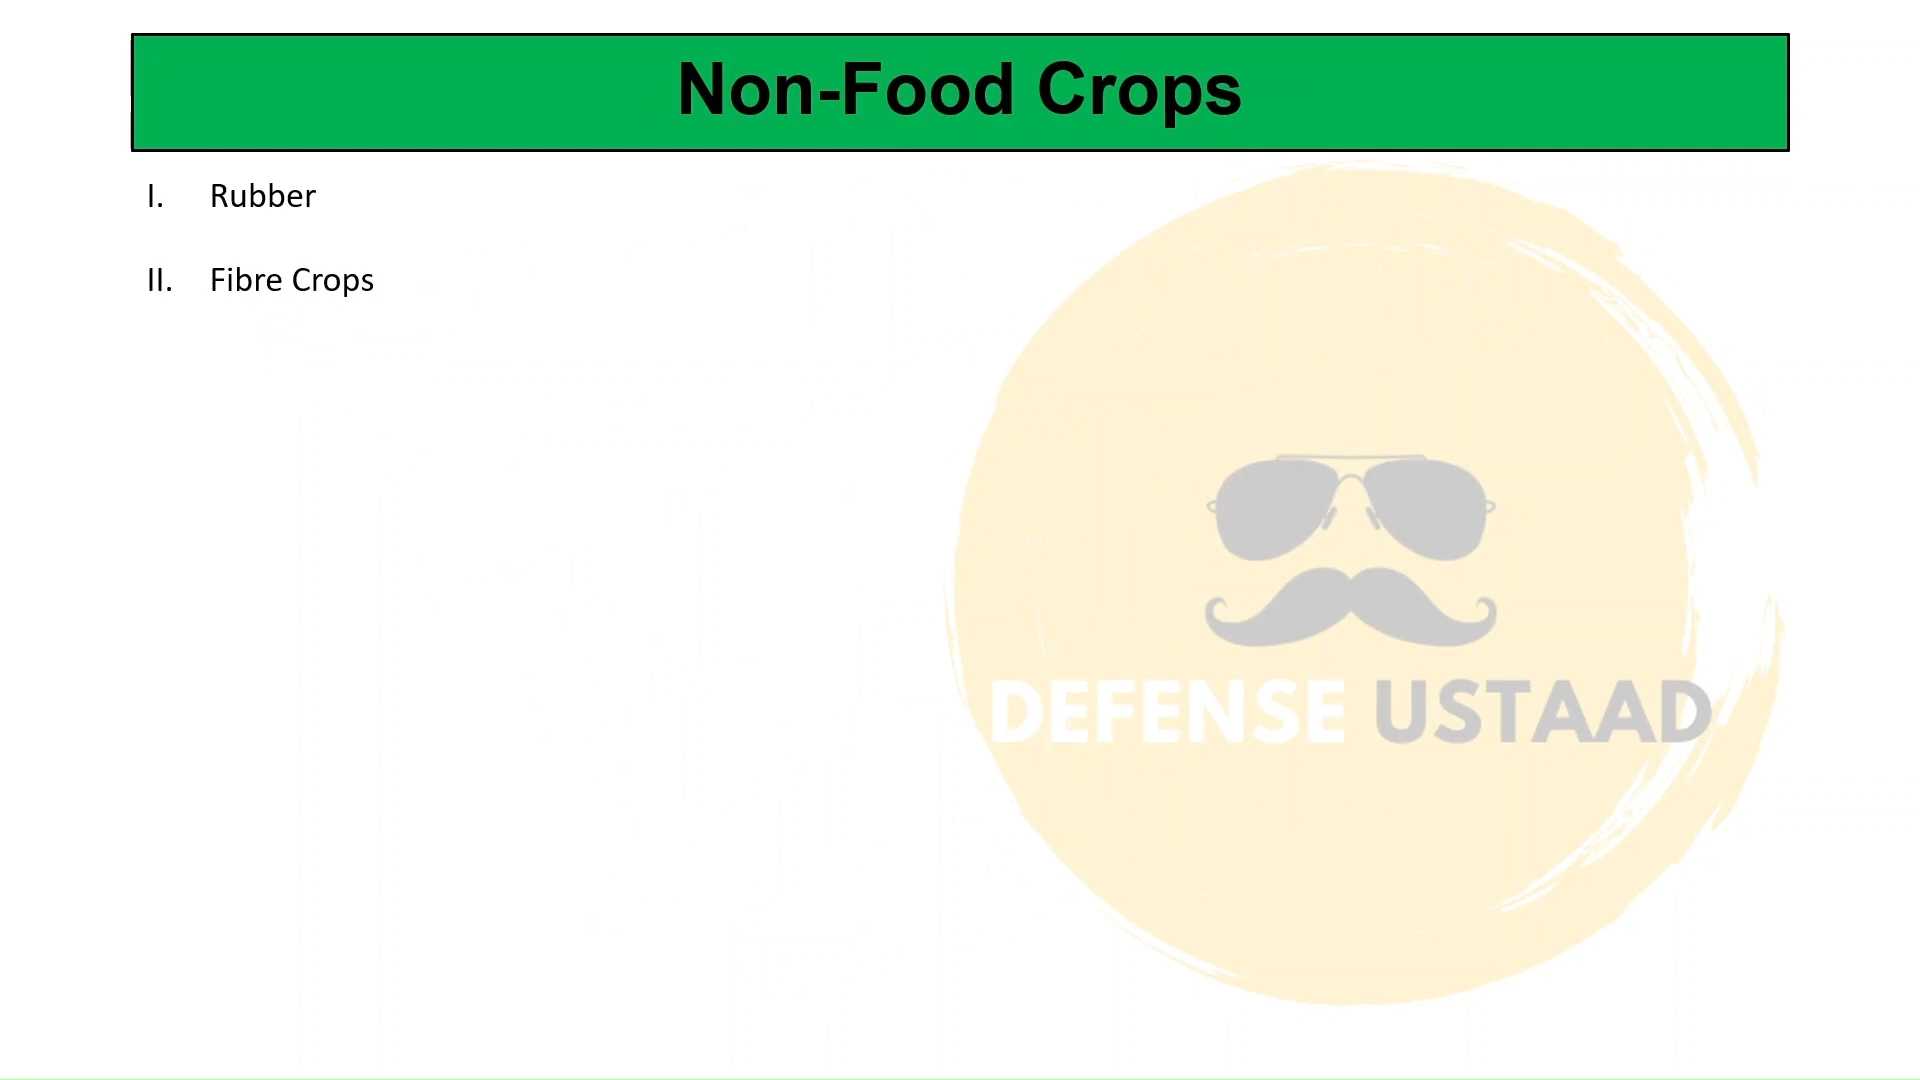 Non-Food Crops
I. Rubber
II. Fibre Crops
DEFENSE USTAAD